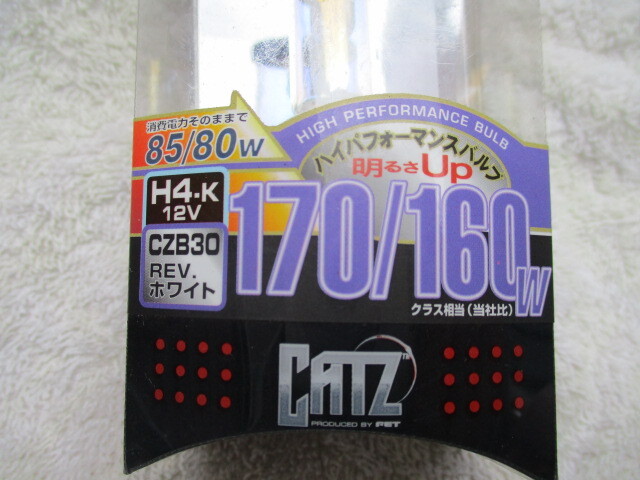 消費電力そのままで
85/80W
HIGH PERFORMANCE BULB
ハイパフォーマンスバルブ
明るさUp
H4-K
12V
170/160W
CZB30
REV.
ホワイト
クラス相当(当社比)
CATZ™
PRODUCED BY FET